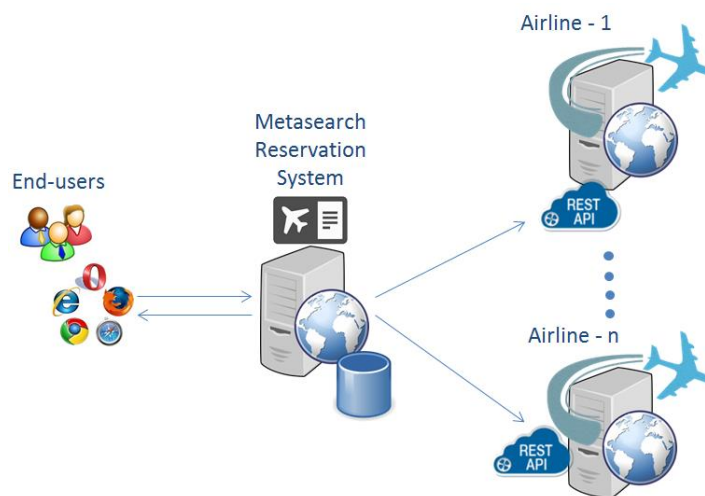 Airline - 1
Metasearch
Reservation
System
End-users
REST
API
Airline - n
REST
API